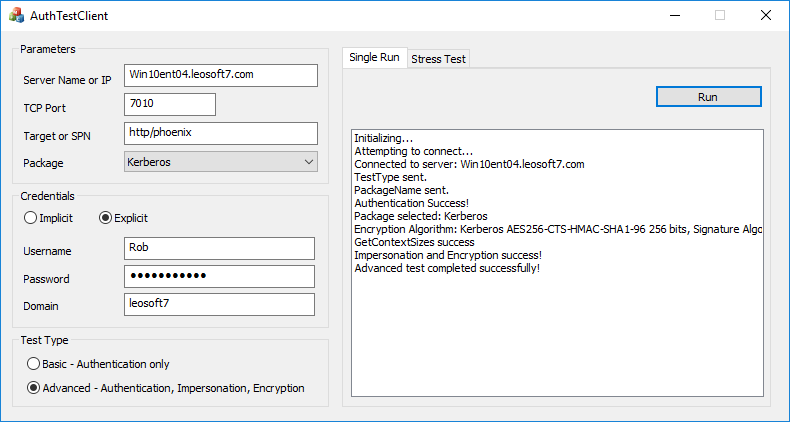 AuthTestClient
Parameters
Server Name or IP Win10ent04.leosoft7.com
TCP Port 7010
Target or SPN http/phoenix
Package Kerberos
Credentials
Implicit Explicit
Username Rob
Password ●●●●●●●●●●●
Domain leosoft7
Test Type
Basic - Authentication only
Advanced - Authentication, Impersonation, Encryption
Single Run Stress Test
Run
Initializing...
Attempting to connect...
Connected to server: Win10ent04.leosoft7.com
TestType sent.
PackageName sent.
Authentication Success!
Package selected: Kerberos
Encryption Algorithm: Kerberos AES256-CTS-HMAC-SHA1-96 256 bits, Signature Algo
GetContextSizes success
Impersonation and Encryption success!
Advanced test completed successfully!